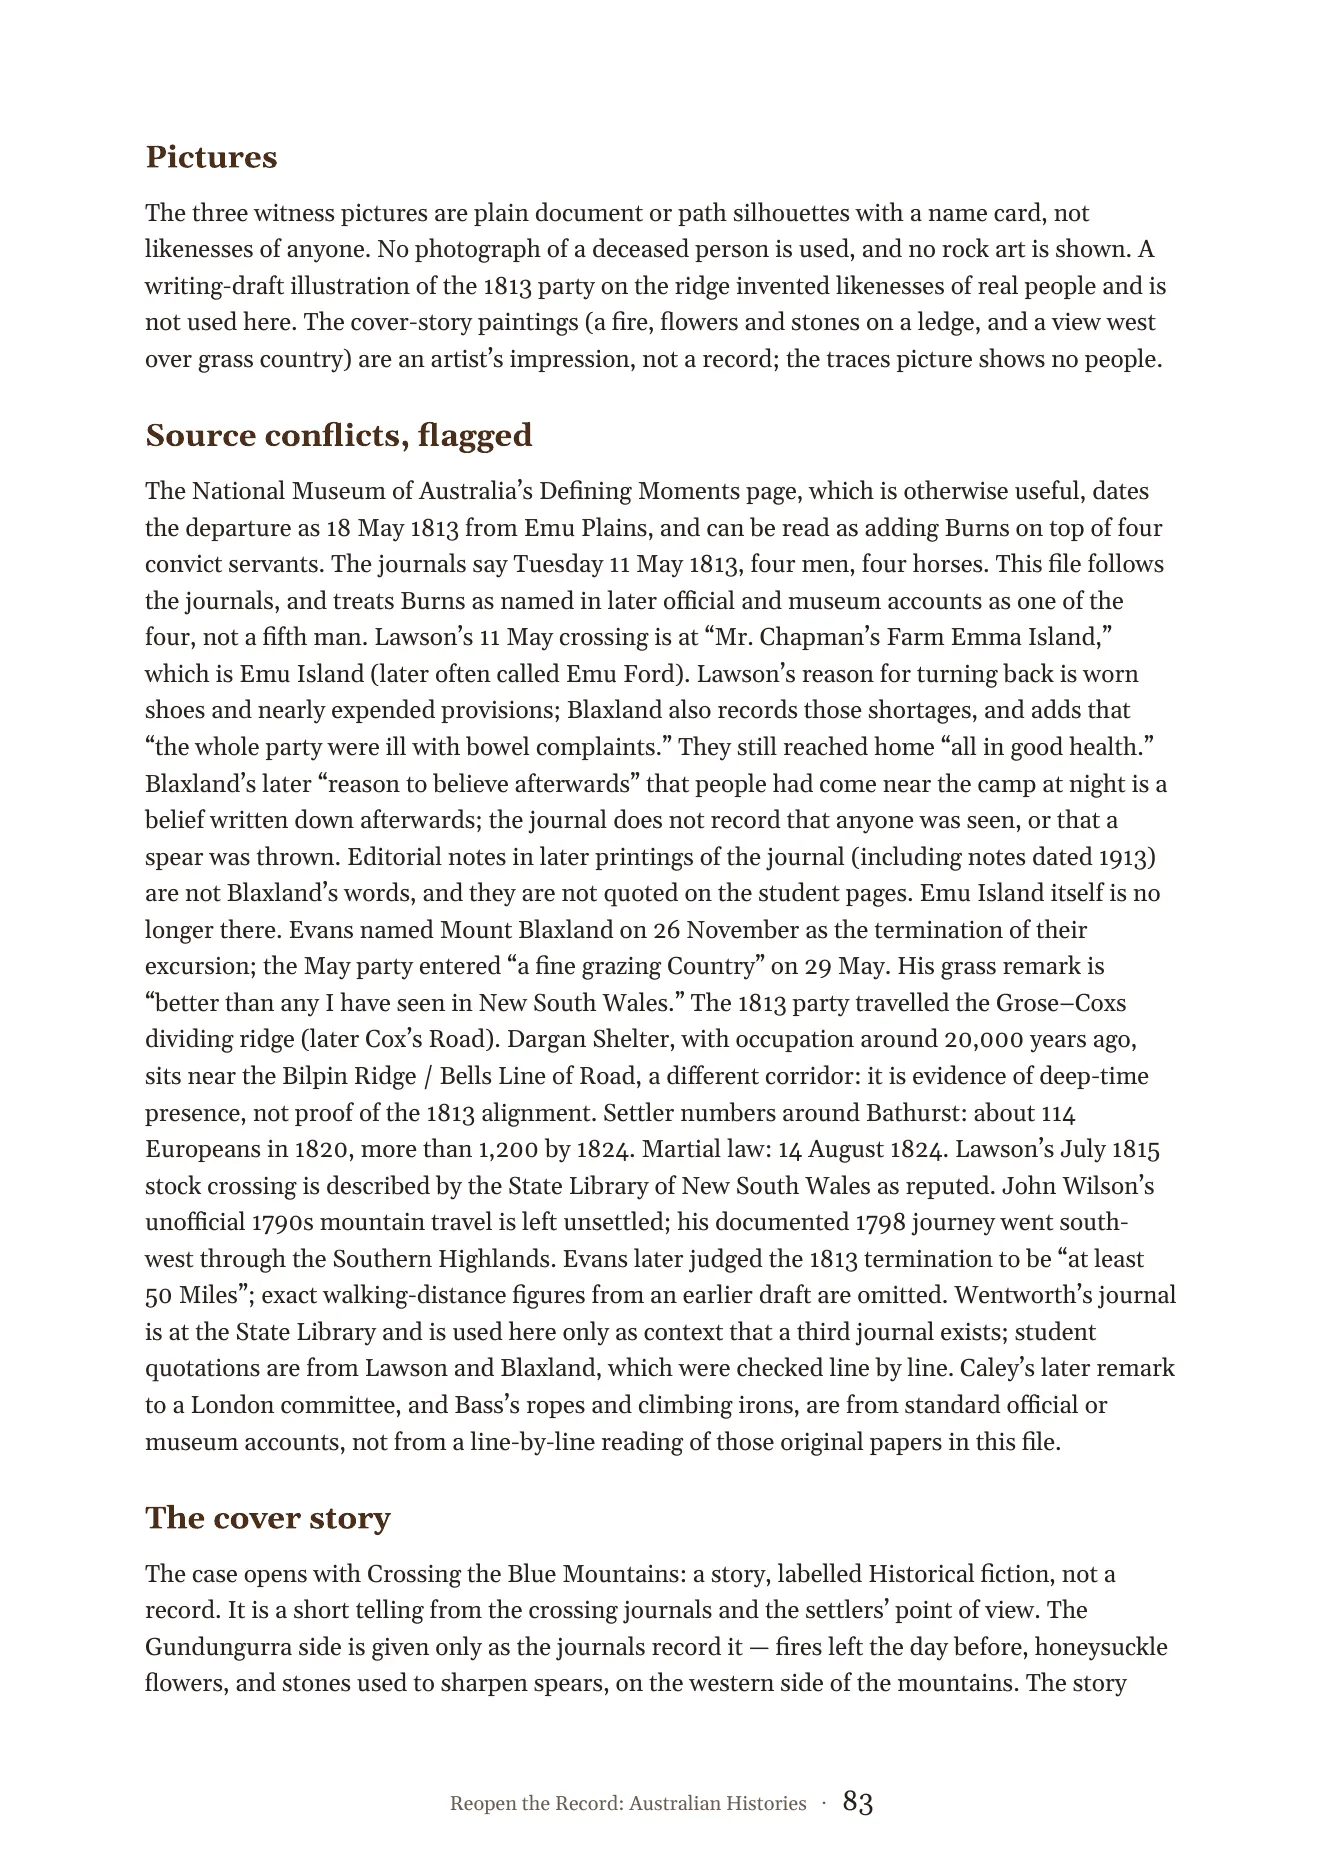 Pictures
The three witness pictures are plain document or path silhouettes with a name card, not
likenesses of anyone. No photograph of a deceased person is used, and no rock art is shown. A
writing-draft illustration of the 1813 party on the ridge invented likenesses of real people and is
not used here. The cover-story paintings (a fire, flowers and stones on a ledge, and a view west
over grass country) are an artist’s impression, not a record; the traces picture shows no people.
Source conflicts, flagged
The National Museum of Australia’s Defining Moments page, which is otherwise useful, dates
the departure as 18 May 1813 from Emu Plains, and can be read as adding Burns on top of four
convict servants. The journals say Tuesday 11 May 1813, four men, four horses. This file follows
the journals, and treats Burns as named in later official and museum accounts as one of the
four, not a fifth man. Lawson’s 11 May crossing is at “Mr. Chapman’s Farm Emma Island,”
which is Emu Island (later often called Emu Ford). Lawson’s reason for turning back is worn
shoes and nearly expended provisions; Blaxland also records those shortages, and adds that
“the whole party were ill with bowel complaints.” They still reached home “all in good health.”
Blaxland’s later “reason to believe afterwards” that people had come near the camp at night is a
belief written down afterwards; the journal does not record that anyone was seen, or that a
spear was thrown. Editorial notes in later printings of the journal (including notes dated 1913)
are not Blaxland’s words, and they are not quoted on the student pages. Emu Island itself is no
longer there. Evans named Mount Blaxland on 26 November as the termination of their
excursion; the May party entered “a fine grazing Country” on 29 May. His grass remark is
“better than any I have seen in New South Wales.” The 1813 party travelled the Grose–Coxs
dividing ridge (later Cox’s Road). Dargan Shelter, with occupation around 20,000 years ago,
sits near the Bilpin Ridge / Bells Line of Road, a different corridor: it is evidence of deep-time
presence, not proof of the 1813 alignment. Settler numbers around Bathurst: about 114
Europeans in 1820, more than 1,200 by 1824. Martial law: 14 August 1824. Lawson’s July 1815
stock crossing is described by the State Library of New South Wales as reputed. John Wilson’s
unofficial 1790s mountain travel is left unsettled; his documented 1798 journey went south-
west through the Southern Highlands. Evans later judged the 1813 termination to be “at least
50 Miles”; exact walking-distance figures from an earlier draft are omitted. Wentworth’s journal
is at the State Library and is used here only as context that a third journal exists; student
quotations are from Lawson and Blaxland, which were checked line by line. Caley’s later remark
to a London committee, and Bass’s ropes and climbing irons, are from standard official or
museum accounts, not from a line-by-line reading of those original papers in this file.
The cover story
The case opens with Crossing the Blue Mountains: a story, labelled Historical fiction, not a
record. It is a short telling from the crossing journals and the settlers’ point of view. The
Gundungurra side is given only as the journals record it — fires left the day before, honeysuckle
flowers, and stones used to sharpen spears, on the western side of the mountains. The story
Reopen the Record: Australian Histories · 83